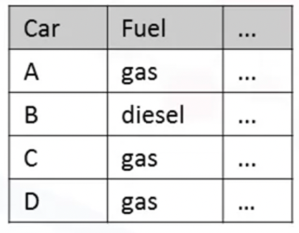 Car Fuel ...
A gas ...
B diesel ...
C gas ...
D gas ...